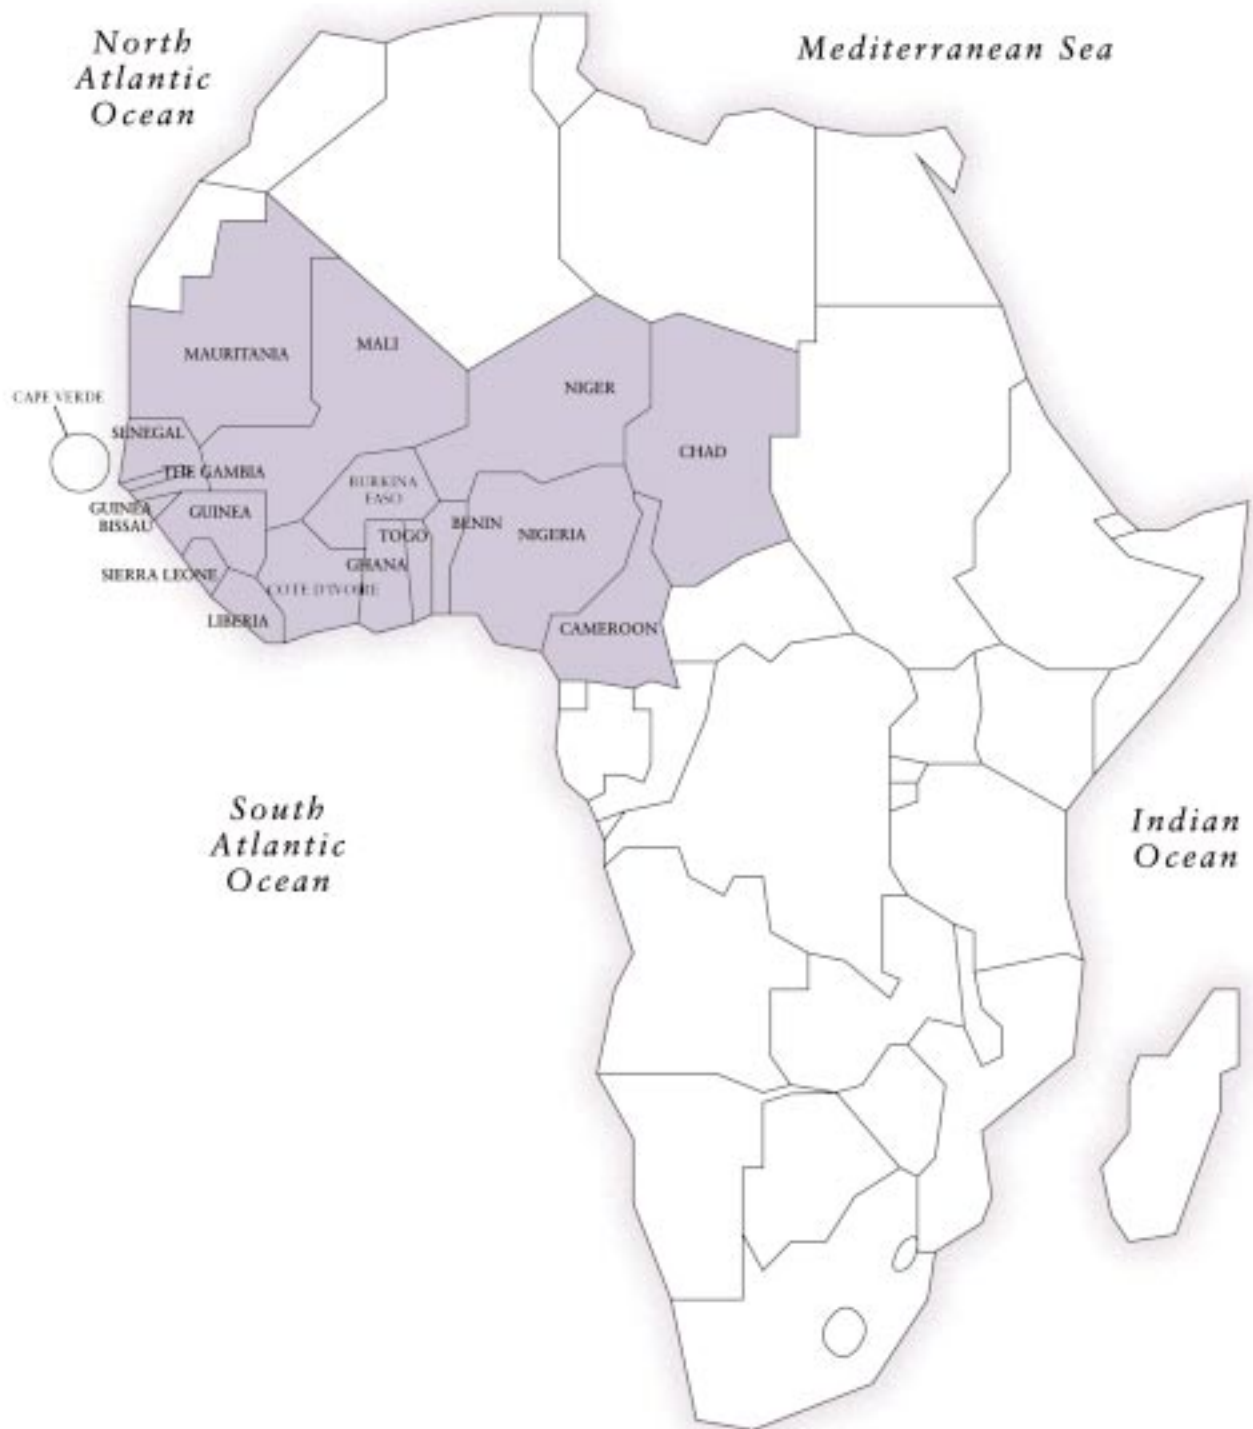 North
Atlantic
Ocean
Mediterranean Sea
MAURITANIA
MALI
NIGER
CAPE VERDE
SENEGAL
CHAD
THE GAMBIA
BURKINA
FASO
GUINEA
BISSAU
GUINEA
BENIN
NIGERIA
TOGO
GHANA
SIERRA LEONE
COTE D'IVOIRE
LIBERIA
CAMEROON
South
Atlantic
Ocean
Indian
Ocean